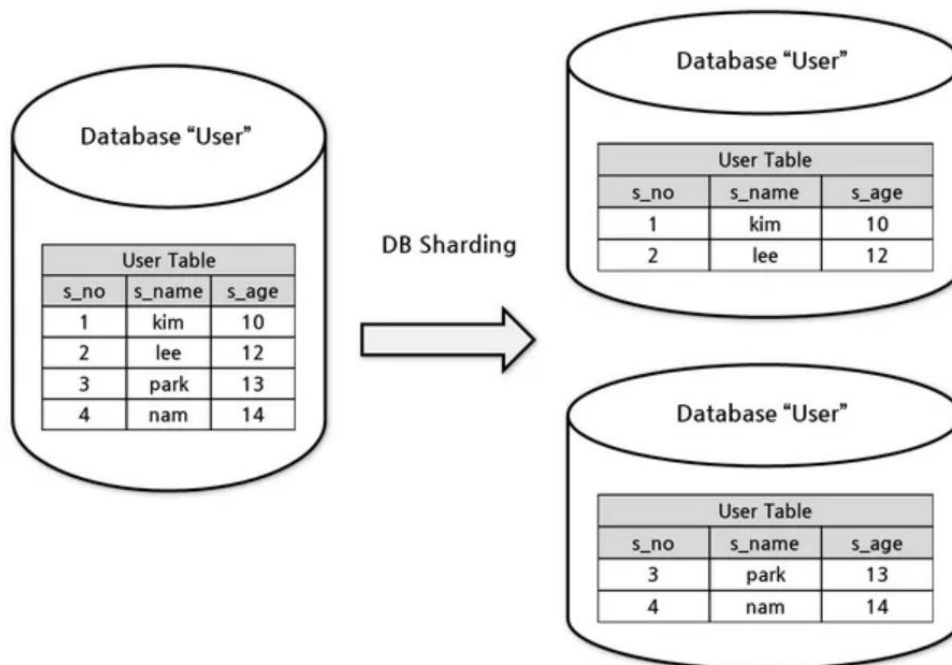 Database “User”
User Table
s_no s_name s_age
1 kim 10
2 lee 12
3 park 13
4 nam 14
DB Sharding
Database “User”
User Table
s_no s_name s_age
1 kim 10
2 lee 12
Database “User”
User Table
s_no s_name s_age
3 park 13
4 nam 14